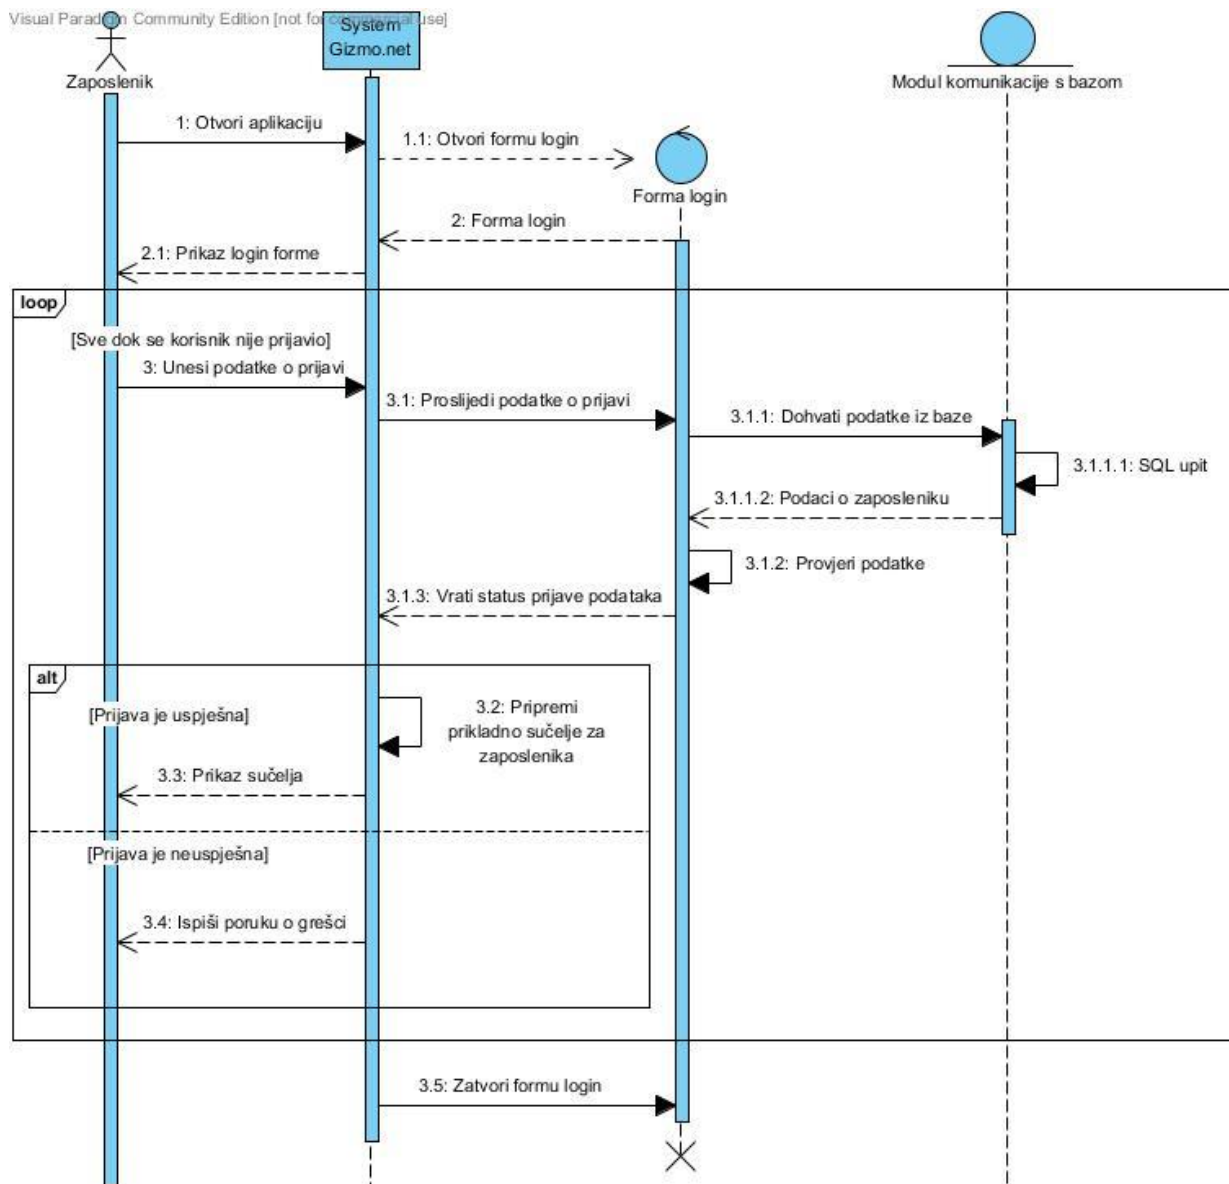 Visual Paradigm Community Edition [not for commercial use]
System
Gizmo.net
Zaposlenik
Modul komunikacije s bazom
1: Otvori aplikaciju
1.1: Otvori formu login
Forma login
2: Forma login
2.1: Prikaz login forme
loop
[Sve dok se korisnik nije prijavio]
3: Unesi podatke o prijavi
3.1: Proslijedi podatke o prijavi
3.1.1: Dohvati podatke iz baze
3.1.1.1: SQL upit
3.1.1.2: Podaci o zaposleniku
3.1.2: Provjeri podatke
3.1.3: Vrati status prijave podataka
alt
[Prijava je uspješna]
3.2: Pripremi
prikladno sučelje za
zaposlenika
3.3: Prikaz sučelja
[Prijava je neuspješna]
3.4: Ispiši poruku o grešci
3.5: Zatvori formu login